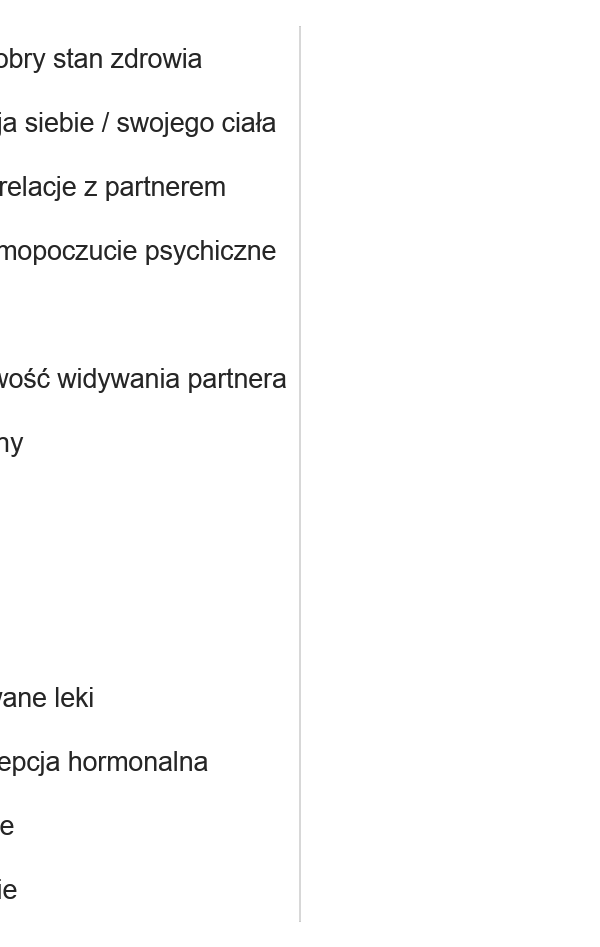 obry stan zdrowia
ja siebie / swojego ciała
relacje z partnerem
mopoczucie psychiczne
wość widywania partnera
ny
wane leki
epcja hormonalna
e
ie